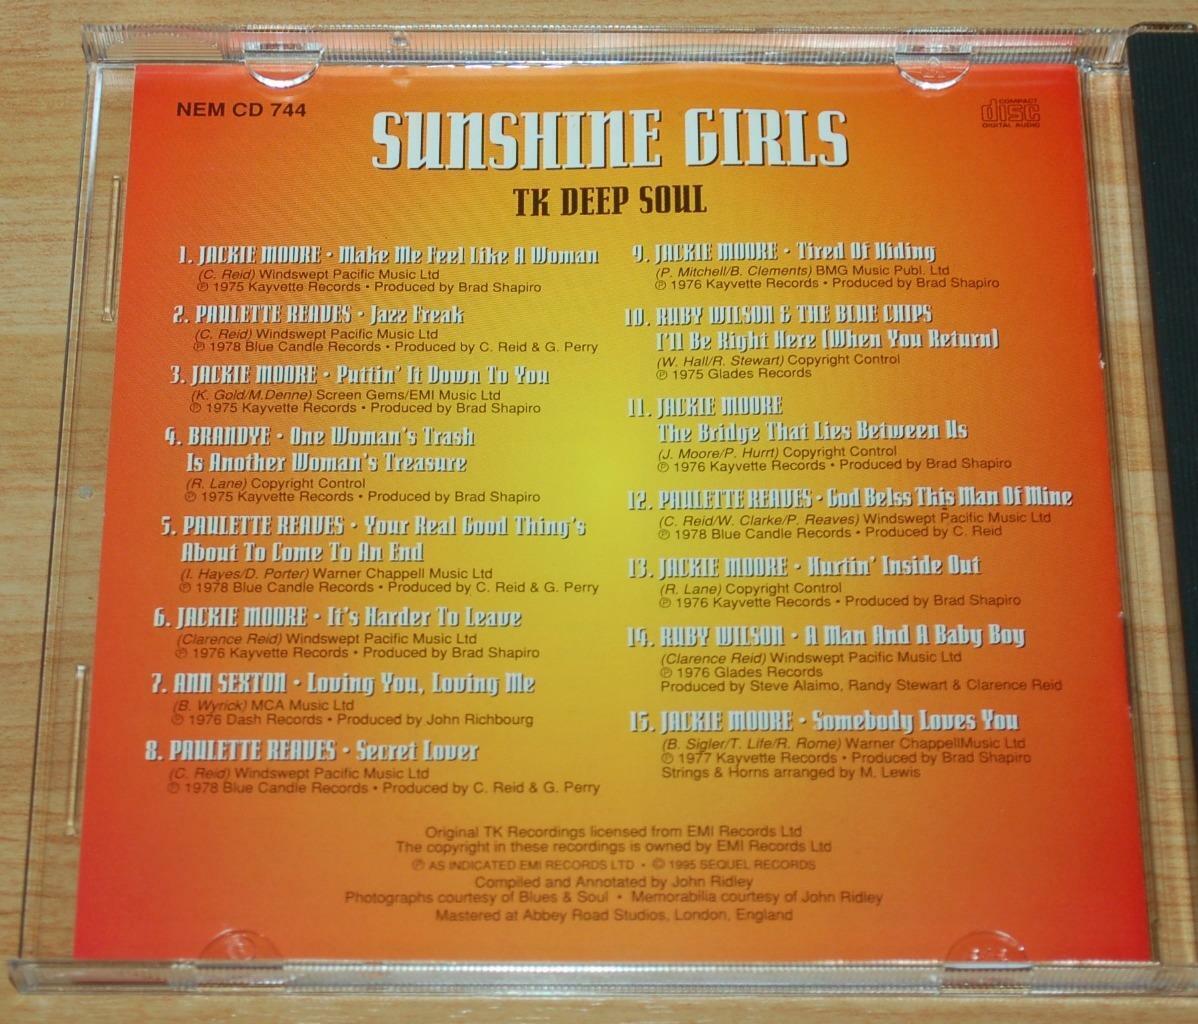 NEM CD 744
COMPACT
disc
DIGITAL AUDIO
SUNSHINE GIRLS
TK DEEP SOUL
1. JACKIE MOORE • Make Me Feel Like A Woman
(C. Reid) Windswept Pacific Music Ltd
℗ 1975 Kayvette Records • Produced by Brad Shapiro
2. PAULETTE REAVES • Jazz Freak
(C. Reid) Windswept Pacific Music Ltd
℗ 1978 Blue Candle Records • Produced by C. Reid & G. Perry
3. JACKIE MOORE • Puttin' It Down To You
(K. Gold/M.Denne) Screen Gems/EMI Music Ltd
℗ 1975 Kayvette Records • Produced by Brad Shapiro
4. BRANDYE • One Woman's Trash
Is Another Woman's Treasure
(R. Lane) Copyright Control
℗ 1975 Kayvette Records • Produced by Brad Shapiro
5. PAULETTE REAVES • Your Real Good Thing's
About To Come To An End
(I. Hayes/D. Porter) Warner Chappell Music Ltd
℗ 1978 Blue Candle Records • Produced by C. Reid & G. Perry
6. JACKIE MOORE • It's Harder To Leave
(Clarence Reid) Windswept Pacific Music Ltd
℗ 1976 Kayvette Records • Produced by Brad Shapiro
7. ANN SEXTON • Loving You, Loving Me
(B. Wyrick) MCA Music Ltd
℗ 1976 Dash Records • Produced by John Richbourg
8. PAULETTE REAVES • Secret Lover
(C. Reid) Windswept Pacific Music Ltd
℗ 1978 Blue Candle Records • Produced by C. Reid & G. Perry
9. JACKIE MOORE • Tired Of Hiding
(P. Mitchell/B. Clements) BMG Music Publ. Ltd
℗ 1976 Kayvette Records • Produced by Brad Shapiro
10. RUBY WILSON & THE BLUE CHIPS
I'll Be Right Here (When You Return)
(W. Hall/R. Stewart) Copyright Control
℗ 1975 Glades Records
11. JACKIE MOORE
The Bridge That Lies Between Us
(J. Moore/P. Hurrt) Copyright Control
℗ 1976 Kayvette Records • Produced by Brad Shapiro
12. PAULETTE REAVES • God Belss This Man Of Mine
(C. Reid/W. Clarke/P. Reaves) Windswept Pacific Music Ltd
℗ 1978 Blue Candle Records • Produced by C. Reid
13. JACKIE MOORE • Hurtin' Inside Out
(R. Lane) Copyright Control
℗ 1976 Kayvette Records • Produced by Brad Shapiro
14. RUBY WILSON • A Man And A Baby Boy
(Clarence Reid) Windswept Pacific Music Ltd
℗ 1976 Glades Records
Produced by Steve Alaimo, Randy Stewart & Clarence Reid
15. JACKIE MOORE • Somebody Loves You
(B. Sigler/T. Life/R. Rome) Warner ChappellMusic Ltd
℗ 1977 Kayvette Records • Produced by Brad Shapiro
Strings & Horns arranged by M. Lewis
Original TK Recordings licensed from EMI Records Ltd
The copyright in these recordings is owned by EMI Records Ltd
℗ AS INDICATED EMI RECORDS LTD • © 1995 SEQUEL RECORDS
Compiled and Annotated by John Ridley
Photographs courtesy of Blues & Soul • Memorabilia courtesy of John Ridley
Mastered at Abbey Road Studios, London, England